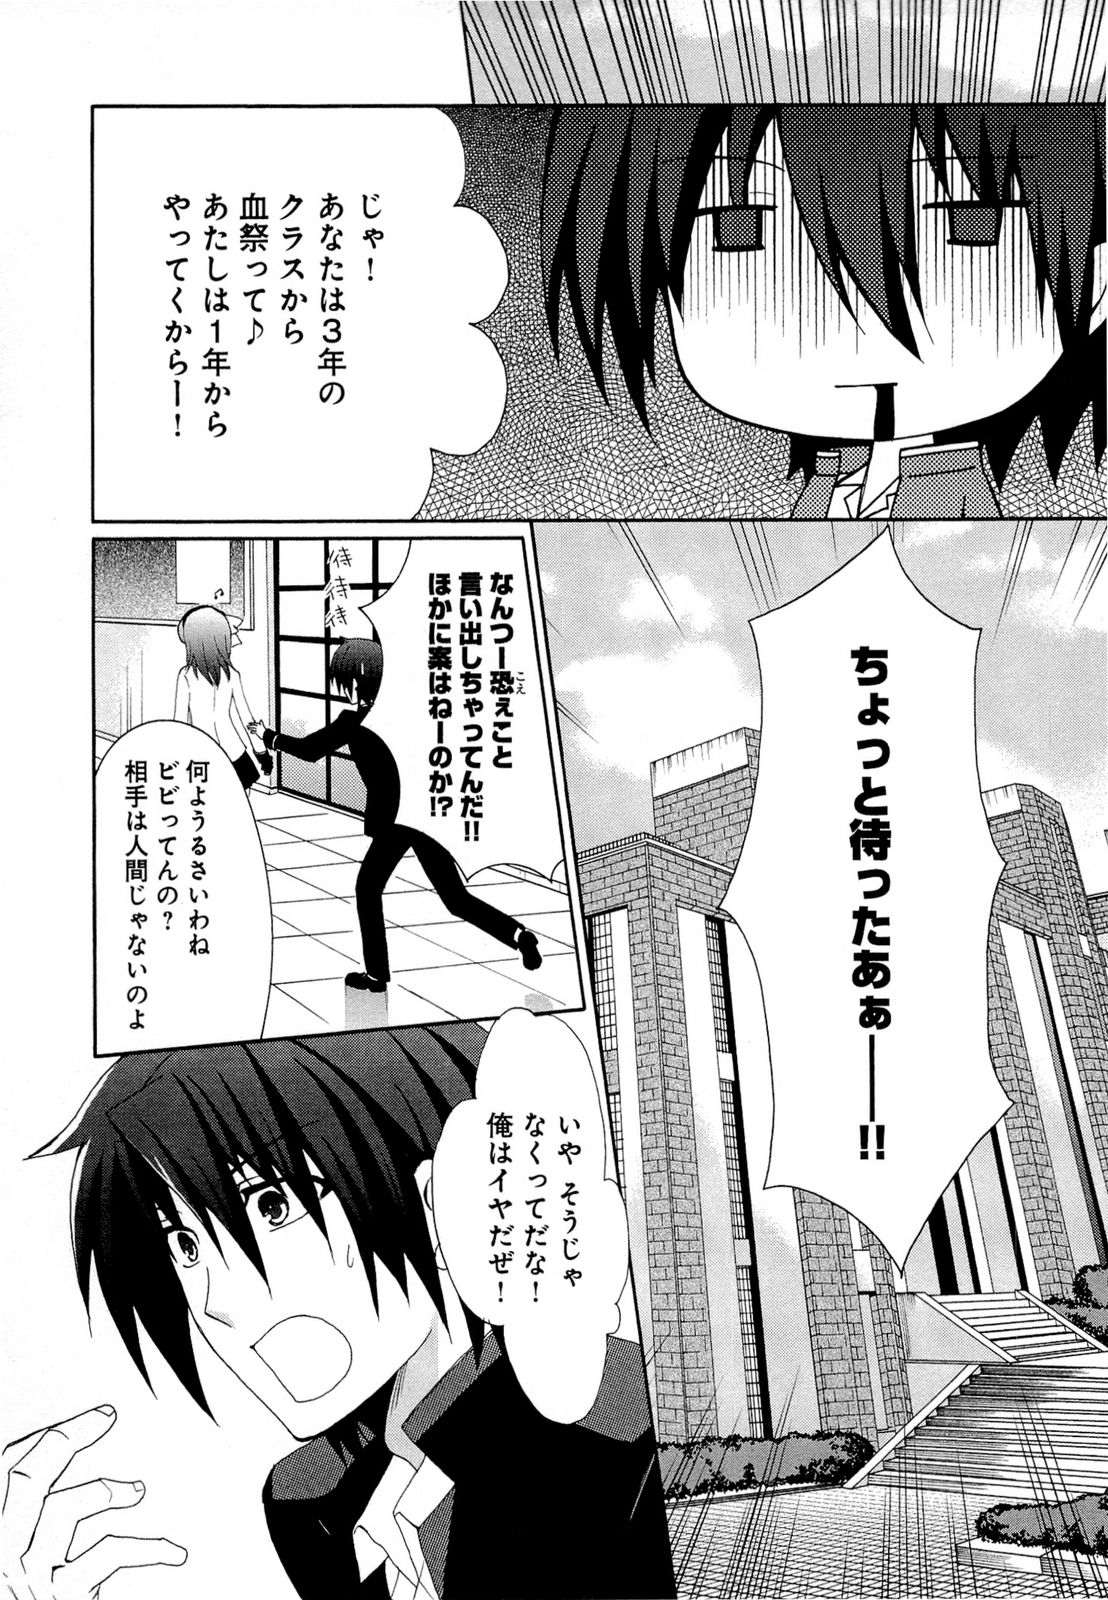 じゃ！
あなたは3年の
クラスから
血祭って♪
あたしは1年から
やってくからー！
ちょっと待ったあぁ――!!
なんつー恐ぇこと
こえ
言い出しちゃってんだ!!
ほかに案はねーのか!?
待
待
待
何ようるさいわね
ビビってんの？
相手は人間じゃないのよ
いや そうじゃ
なくってだな！
俺はイヤだぜ！